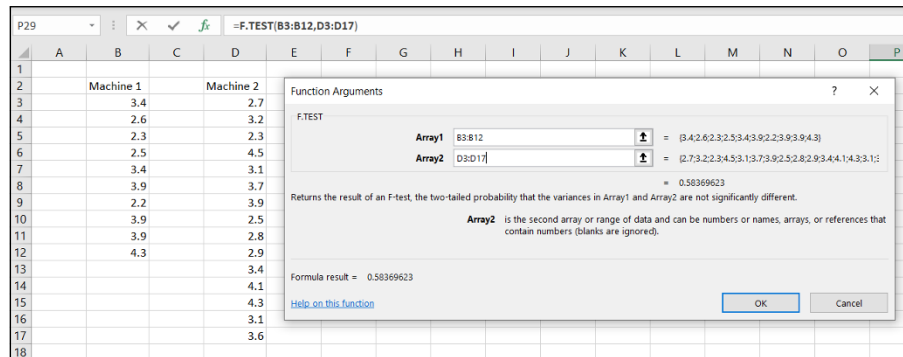 P29 fx =F.TEST(B3:B12,D3:D17)
A B C D E F G H I J K L M N O P
1
2 Machine 1 Machine 2
3 3.4 2.7
4 2.6 3.2
5 2.3 2.3
6 2.5 4.5
7 3.4 3.1
8 3.9 3.7
9 2.2 3.9
10 3.9 2.5
11 3.9 2.8
12 4.3 2.9
13 3.4
14 4.1
15 4.3
16 3.1
17 3.6
18
Function Arguments ? ×
F.TEST
Array1 B3:B12 = {3.4;2.6;2.3;2.5;3.4;3.9;2.2;3.9;3.9;4.3}
Array2 D3:D17 = {2.7;3.2;2.3;4.5;3.1;3.7;3.9;2.5;2.8;2.9;3.4;4.1;4.3;3.1;3
= 0.58369623
Returns the result of an F-test, the two-tailed probability that the variances in Array1 and Array2 are not significantly different.
Array2 is the second array or range of data and can be numbers or names, arrays, or references that
contain numbers (blanks are ignored).
Formula result = 0.58369623
Help on this function OK Cancel